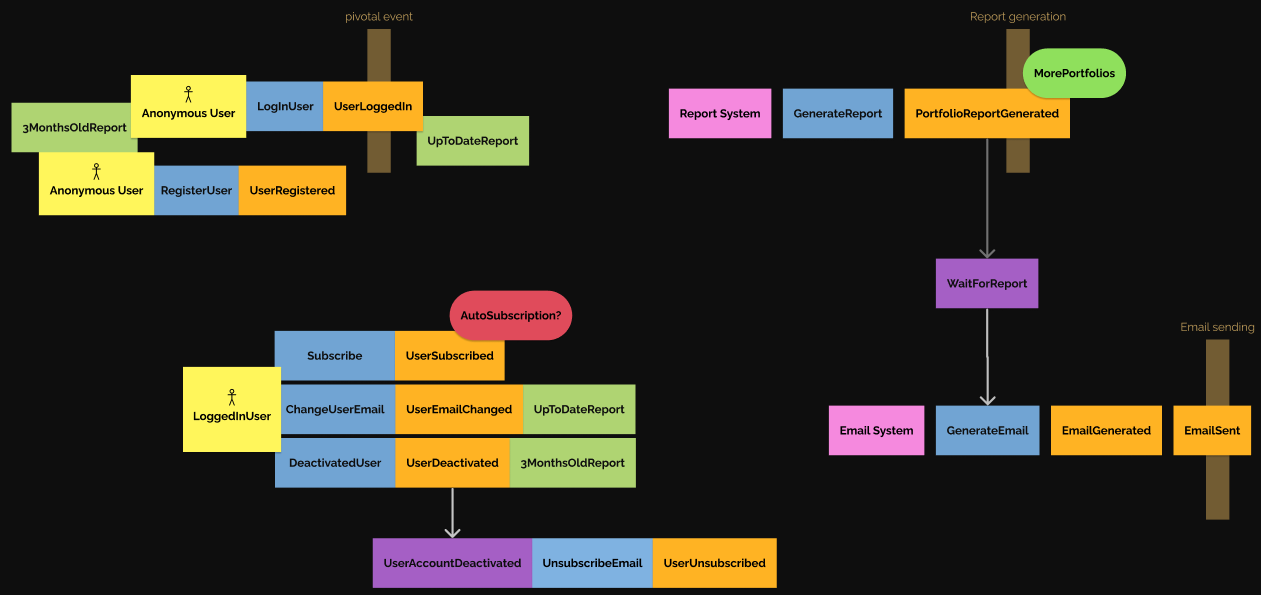 pivotal event
Report generation
MorePortfolios
3MonthsOldReport
Anonymous User
LogInUser
UserLoggedIn
UpToDateReport
Anonymous User
RegisterUser
UserRegistered
Report System
GenerateReport
PortfolioReportGenerated
WaitForReport
AutoSubscription?
Subscribe
UserSubscribed
LoggedInUser
ChangeUserEmail
UserEmailChanged
UpToDateReport
DeactivatedUser
UserDeactivated
3MonthsOldReport
UserAccountDeactivated
UnsubscribeEmail
UserUnsubscribed
Email sending
Email System
GenerateEmail
EmailGenerated
EmailSent